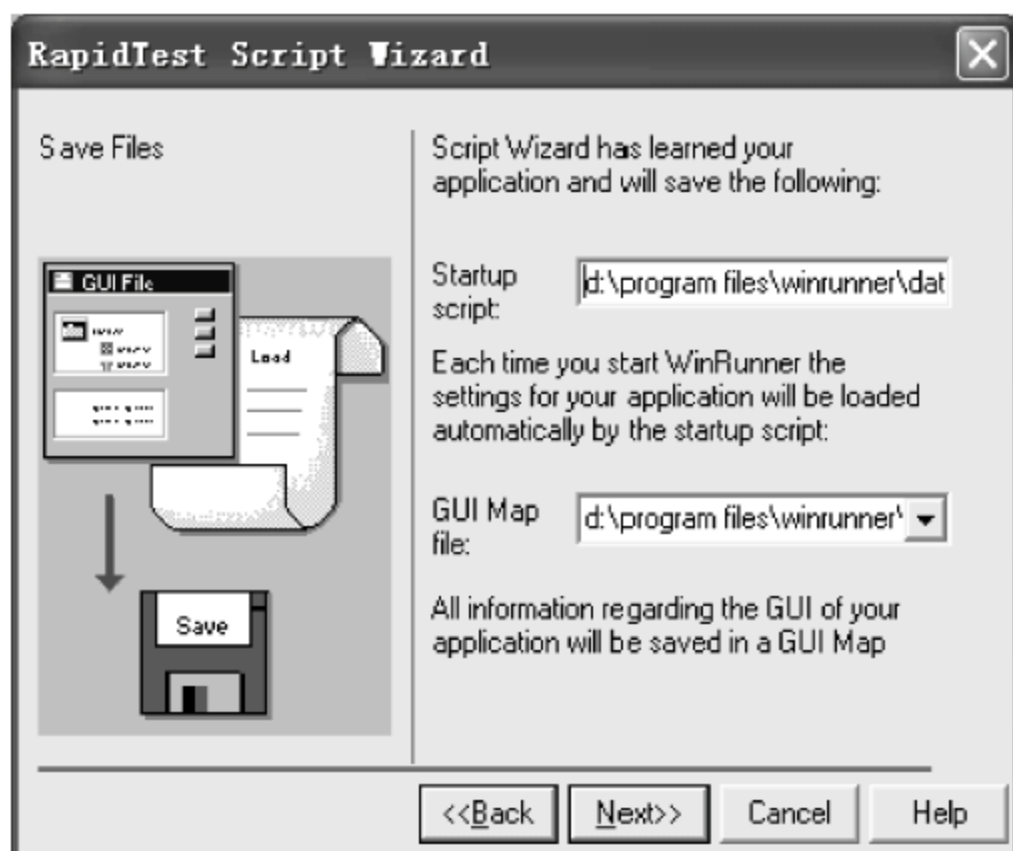 RapidTest Script Wizard
Save Files
Script Wizard has learned your
application and will save the following:
GUI File
Load
Save
Startup
script:
d:\program files\winrunner\dat
Each time you start WinRunner the
settings for your application will be loaded
automatically by the startup script:
GUI Map
file:
d:\program files\winrunner\
All information regarding the GUI of your
application will be saved in a GUI Map
<<Back
Next>>
Cancel
Help